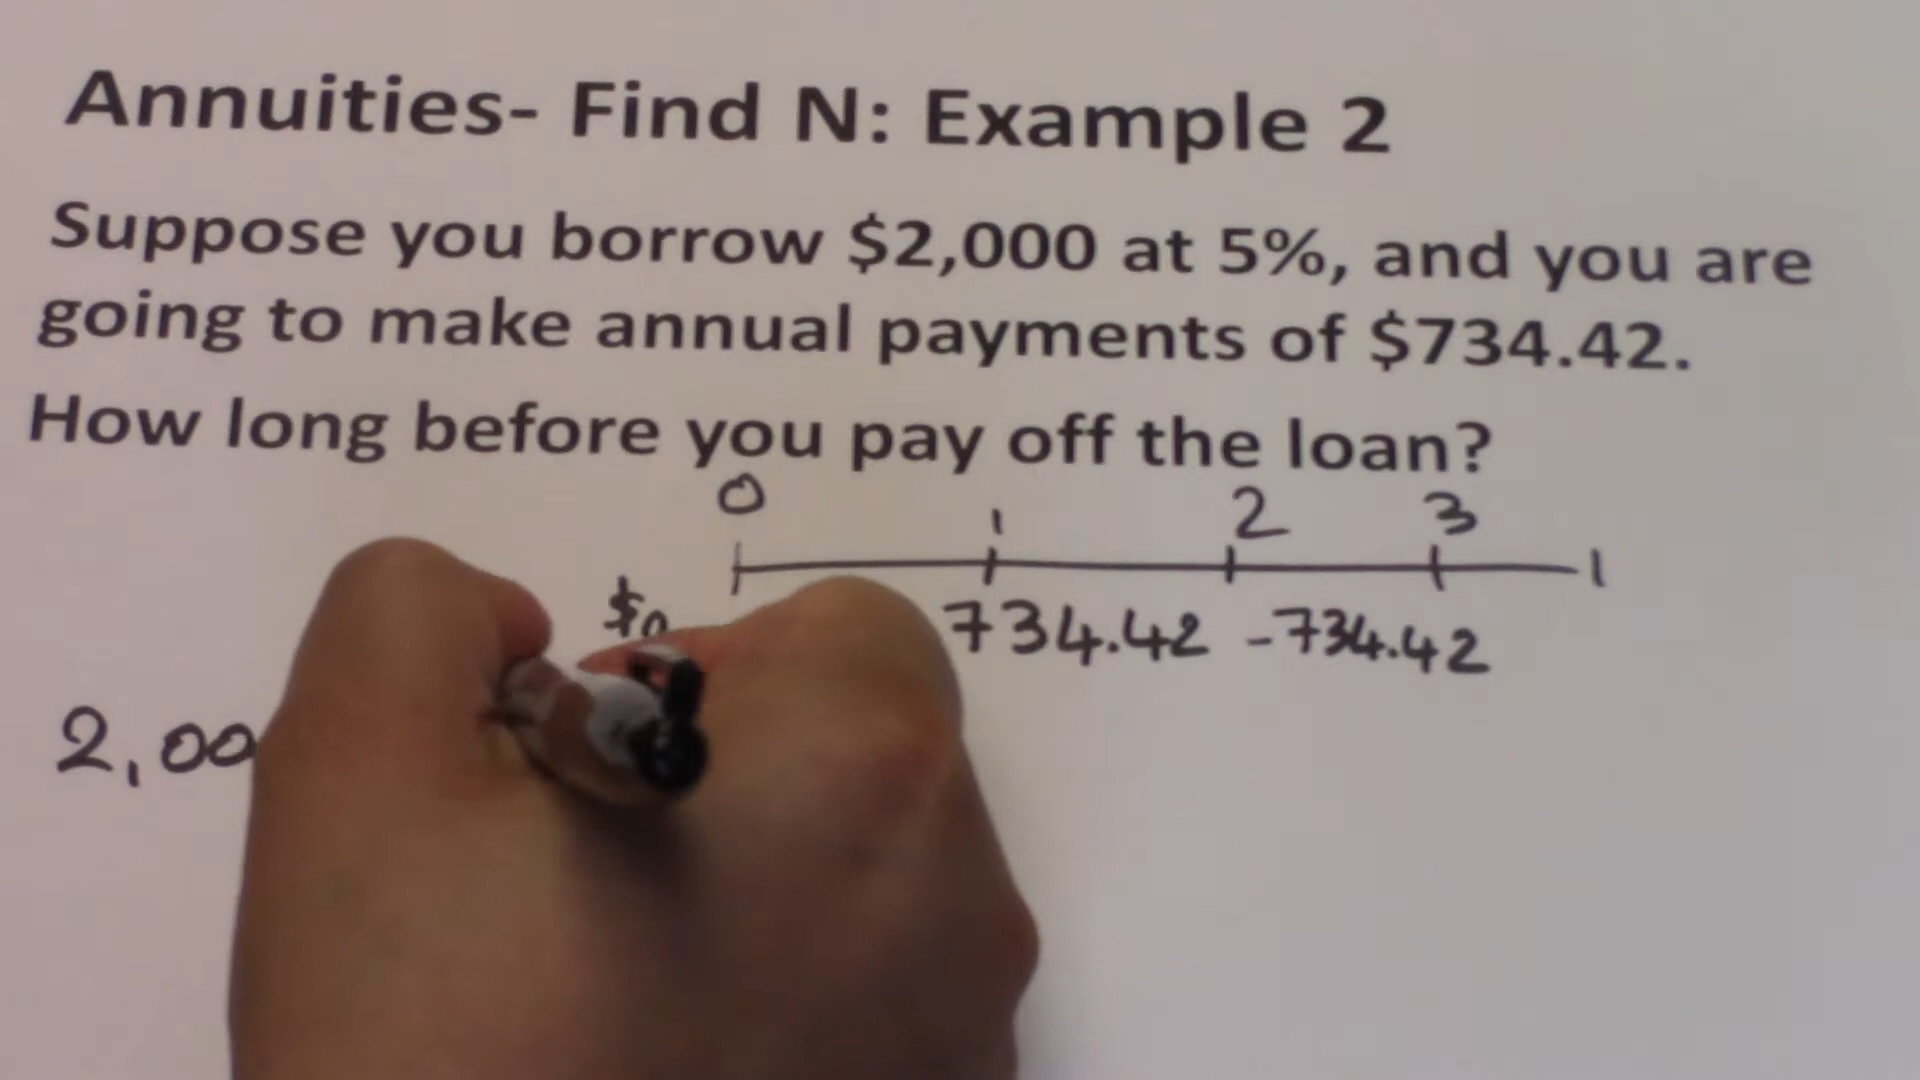 Annuities- Find N: Example 2
Suppose you borrow $2,000 at 5%, and you are
going to make annual payments of $734.42.
How long before you pay off the loan?
0 1 2 3
734.42 -734.42
2,00